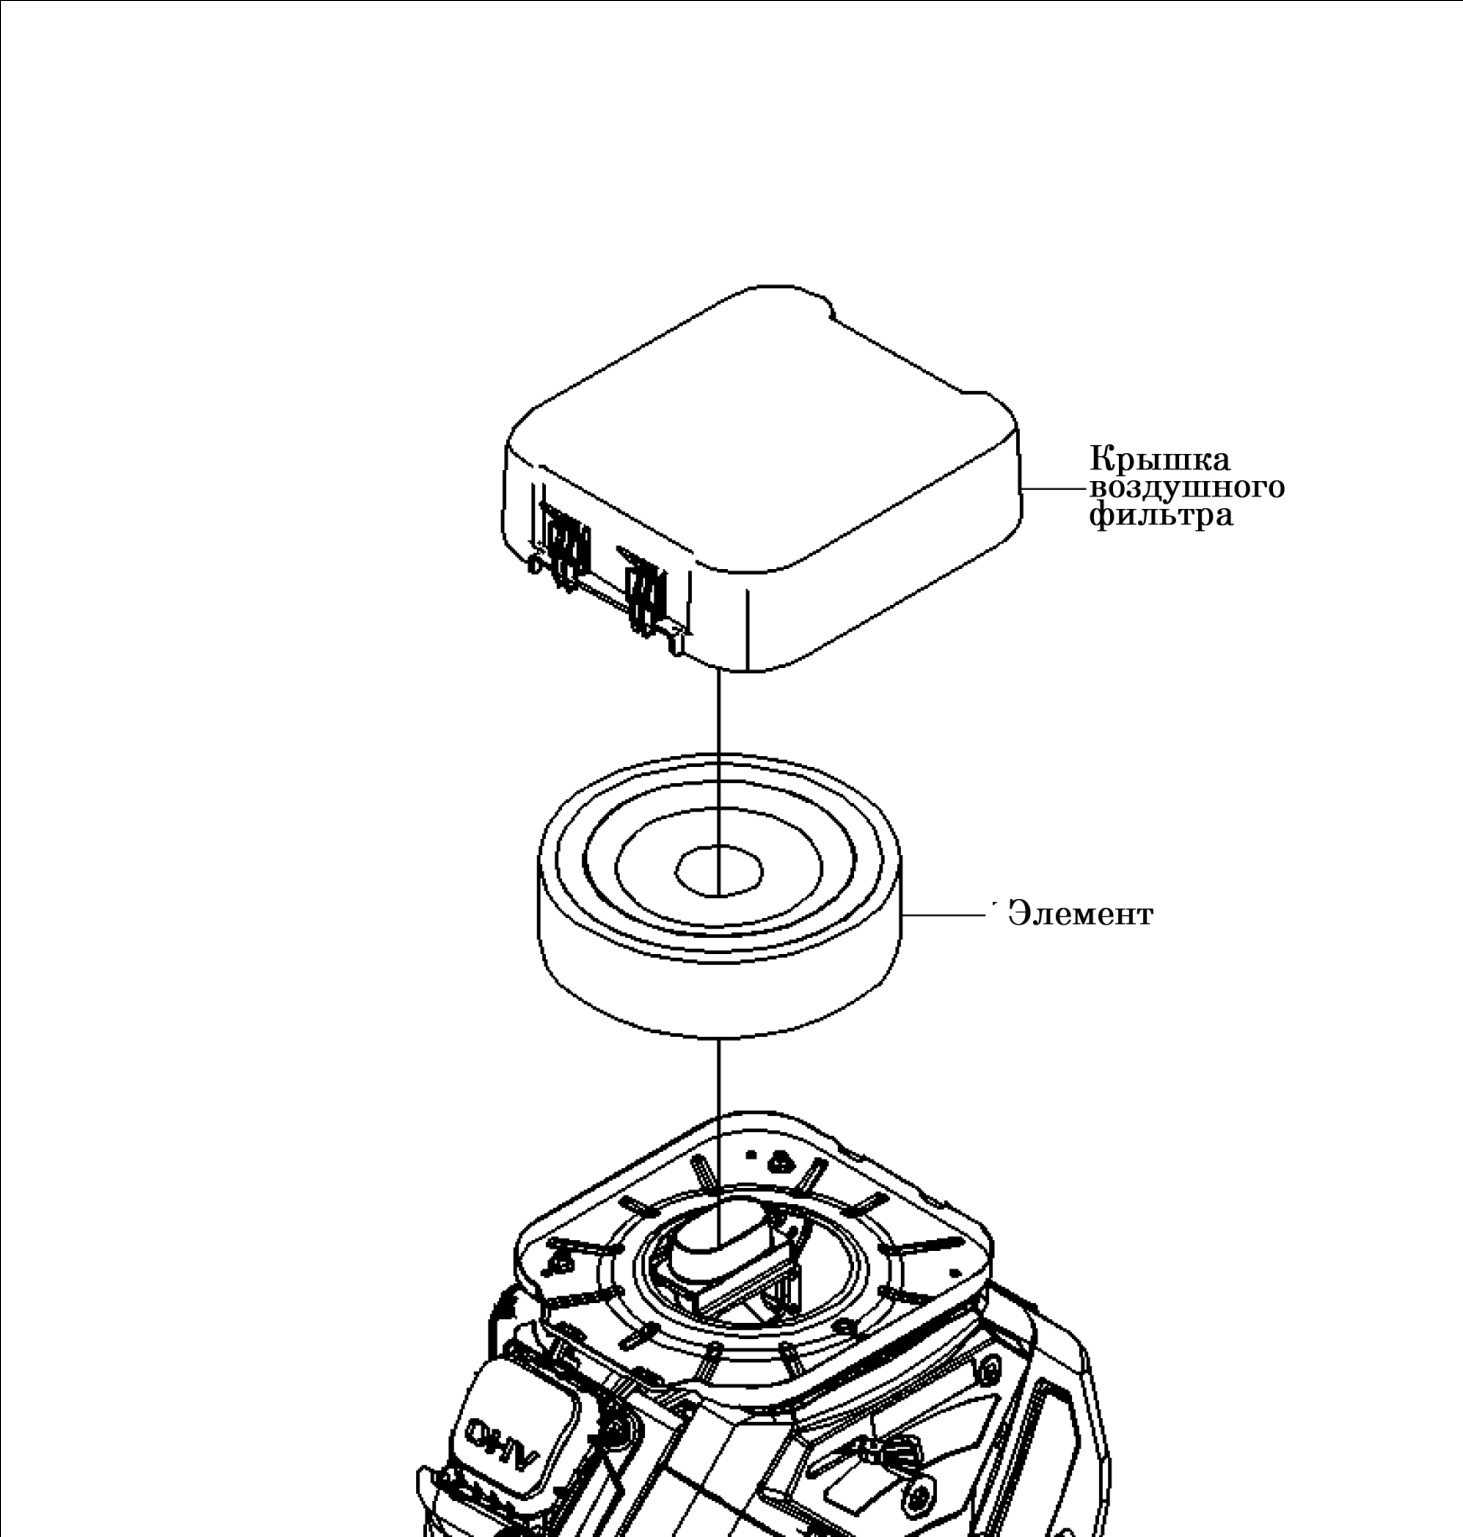 Крышка
воздушного
фильтра
Элемент
OHV